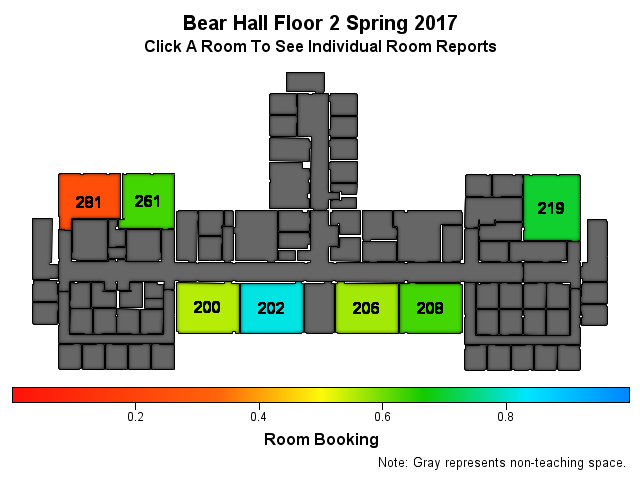 Bear Hall Floor 2 Spring 2017
Click A Room To See Individual Room Reports
281
261
219
200
202
206
208
0.2
0.4
0.6
0.8
Room Booking
Note: Gray represents non-teaching space.